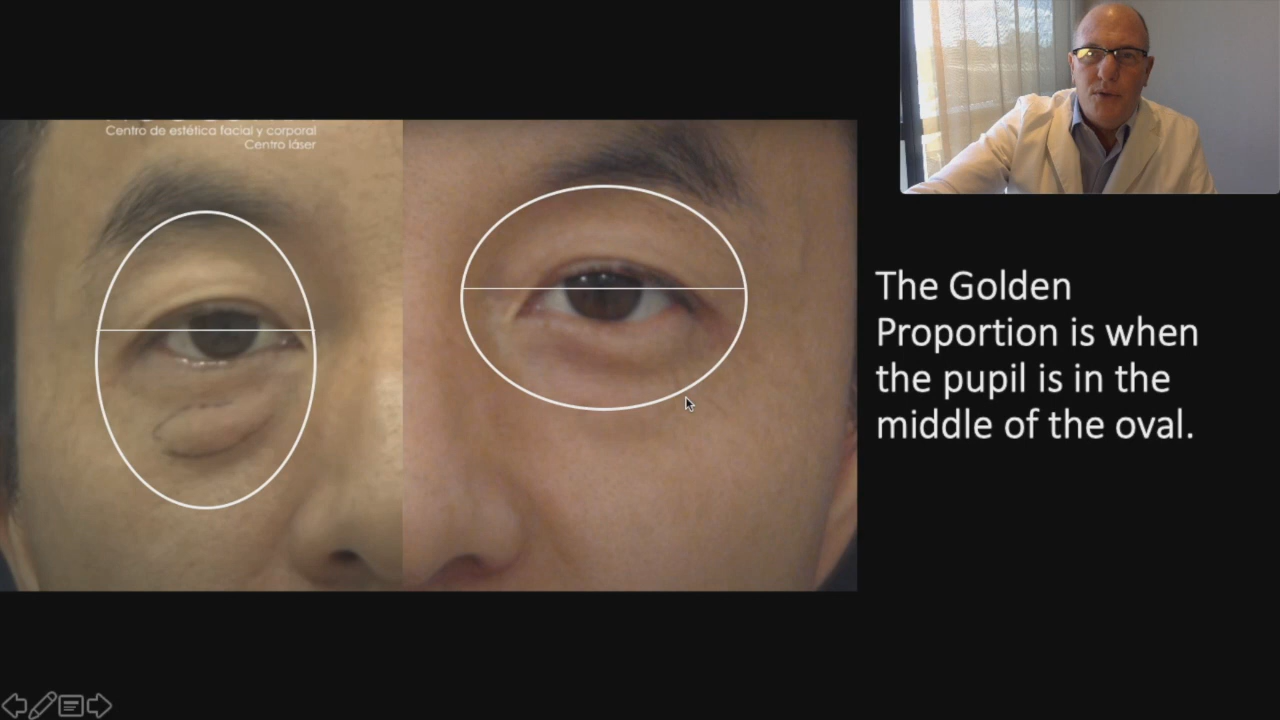 Centro de estética facial y corporal
Centro láser
The Golden
Proportion is when
the pupil is in the
middle of the oval.